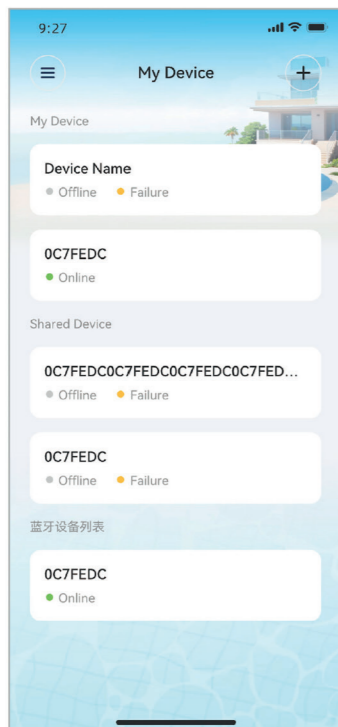 9:27
My Device
My Device
Device Name
Offline Failure
0C7FEDC
Online
Shared Device
0C7FEDC0C7FEDC0C7FEDC0C7FED...
Offline Failure
0C7FEDC
Offline Failure
蓝牙设备列表
0C7FEDC
Online